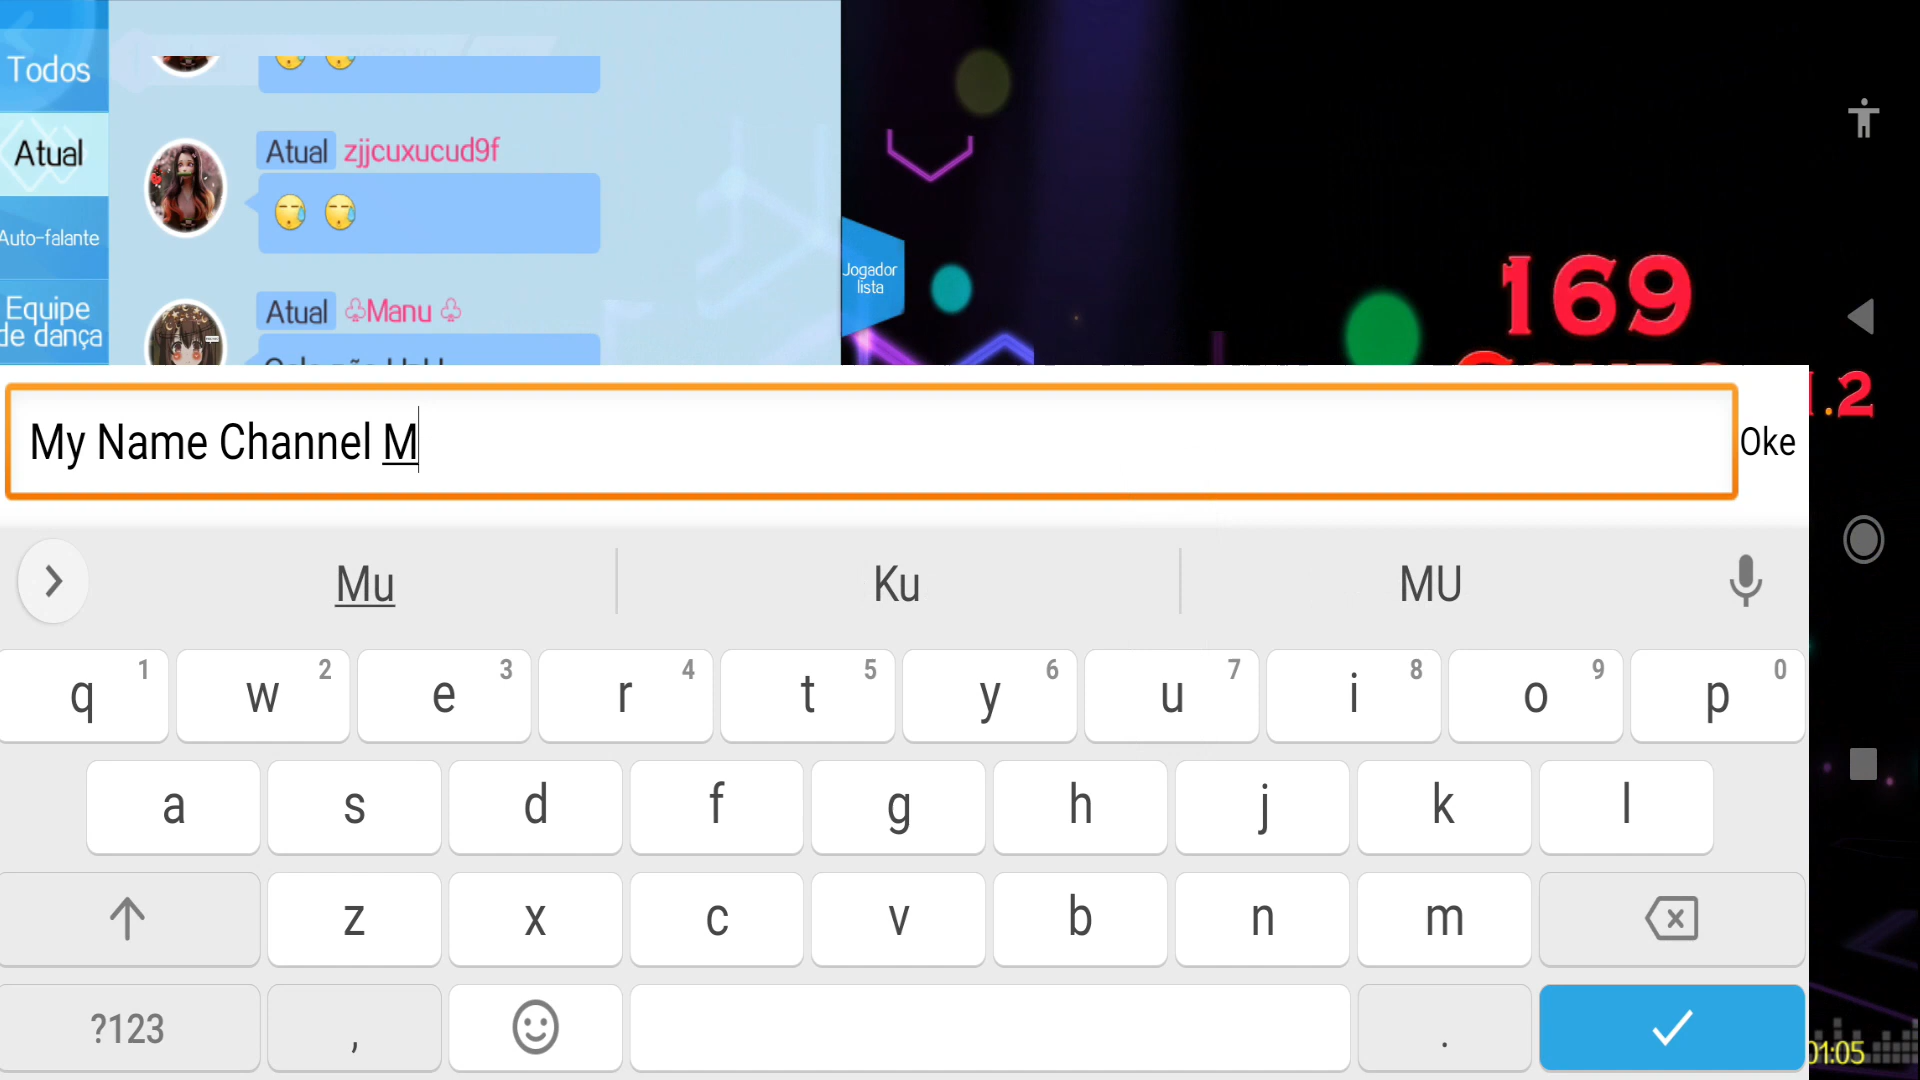 Todos
Atual
Atual zjjcuxucud9f
Auto-falante
Equipe
de dança
Atual ♧Manu ♧
Jogador
lista
169
.2
My Name Channel M
Oke
Mu Ku MU
q 1 w 2 e 3 r 4 t 5 y 6 u 7 i 8 o 9 p 0
a s d f g h j k l
z x c v b n m
?123 , .
01:05